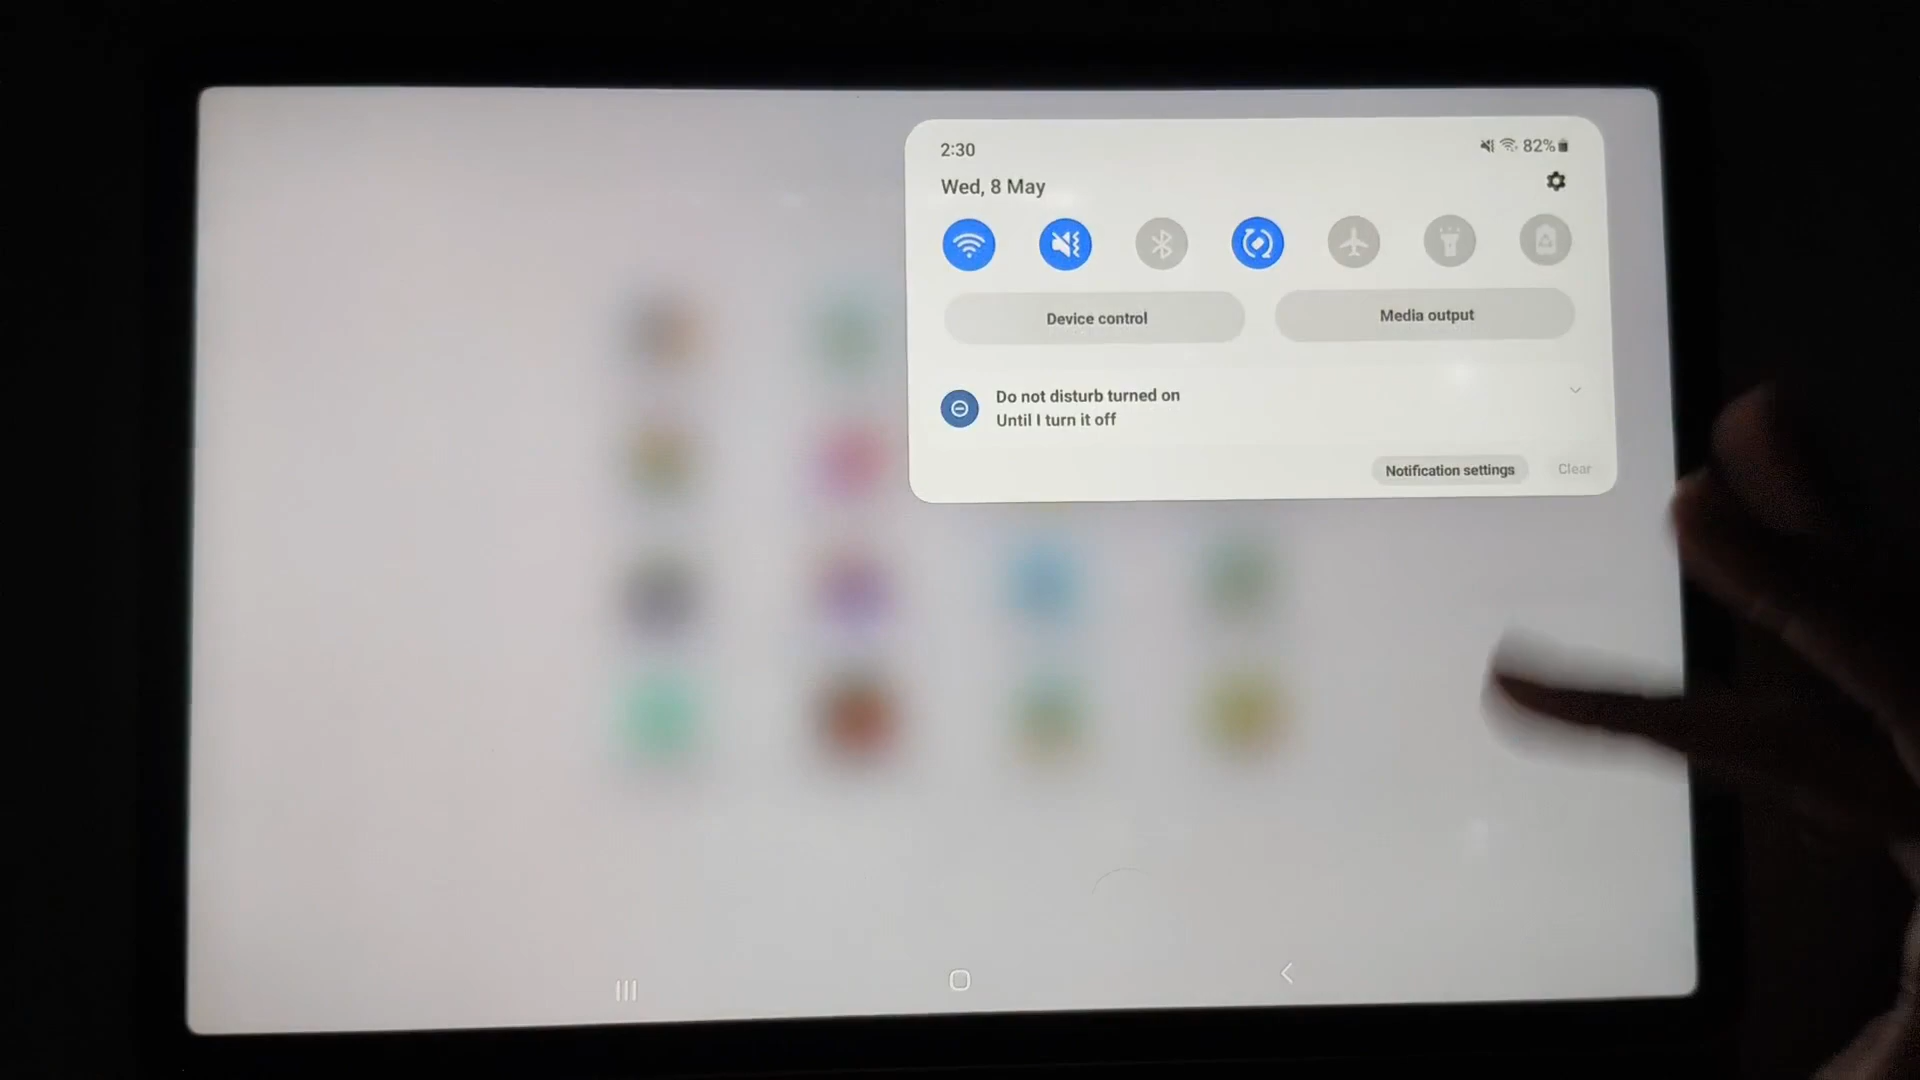 2:30
82%
Wed, 8 May
Device control
Media output
Do not disturb turned on
Until I turn it off
Notification settings
Clear